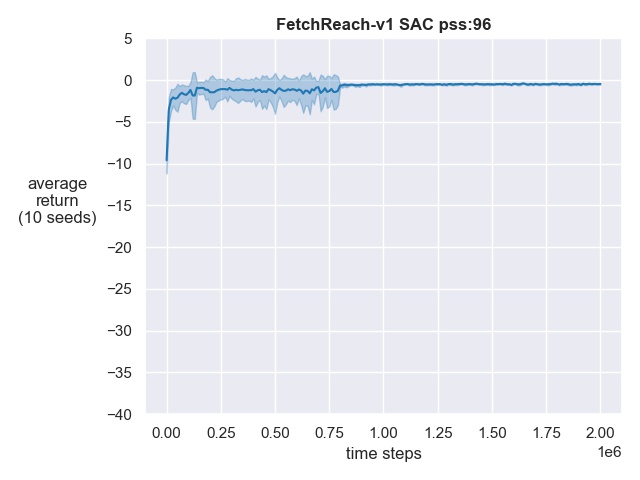 FetchReach-v1 SAC pss:96
5
0
−5
−10
−15
−20
−25
−30
−35
−40
average
return
(10 seeds)
0.00 0.25 0.50 0.75 1.00 1.25 1.50 1.75 2.00
time steps
1e6